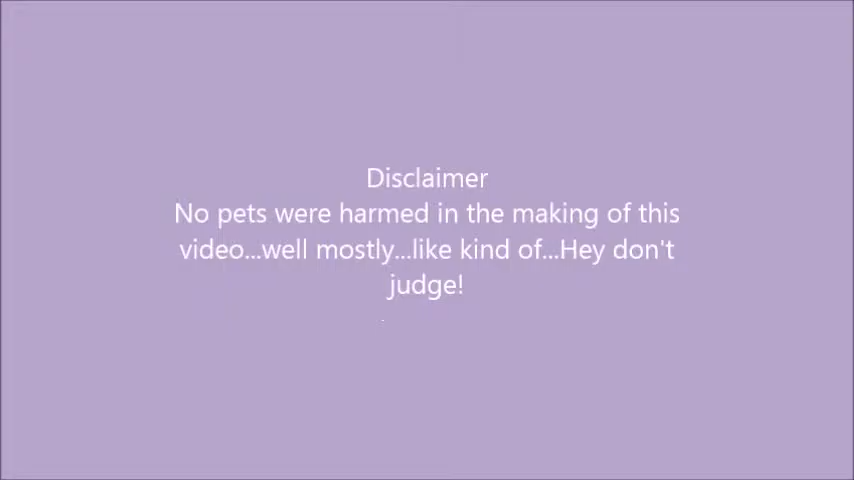 Disclaimer
No pets were harmed in the making of this
video...well mostly...like kind of...Hey don't
judge!